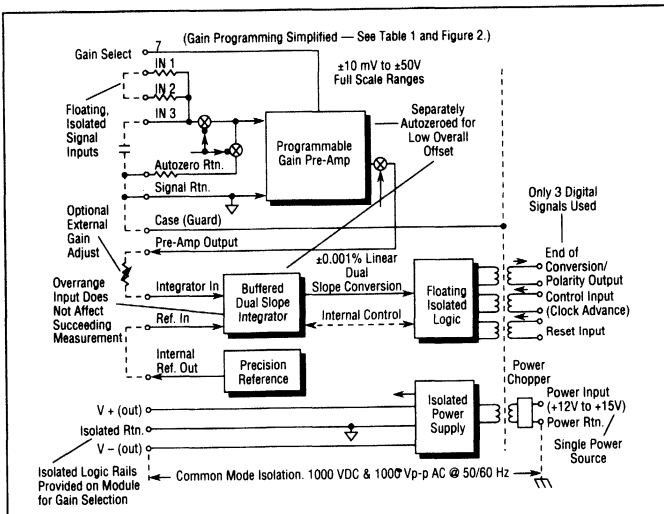 (Gain Programming Simplified — See Table 1 and Figure 2.)
Gain Select
7
±10 mV to ±50V
Full Scale Ranges
IN 1
IN 2
IN 3
Floating,
Isolated
Signal
Inputs
Programmable
Gain Pre-Amp
Separately
Autozeroed for
Low Overall
Offset
Autozero Rtn.
Signal Rtn.
Case (Guard)
Only 3 Digital
Signals Used
Optional
External
Gain
Adjust
Pre-Amp Output
±0.001% Linear
Dual
Slope Conversion
Integrator In
Buffered
Dual Slope
Integrator
Floating
Isolated
Logic
End of
Conversion/
Polarity Output
Control Input
(Clock Advance)
Reset Input
Overrange
Input Does
Not Affect
Succeeding
Measurement
Ref. In
Internal Control
Internal
Ref. Out
Precision
Reference
Power
Chopper
V + (out)
Isolated Rtn.
V – (out)
Isolated
Power
Supply
Power Input
(+12V to +15V)
Power Rtn.
Single Power
Source
Isolated Logic Rails
Provided on Module
for Gain Selection
Common Mode Isolation. 1000 VDC & 1000 Vp-p AC @ 50/60 Hz